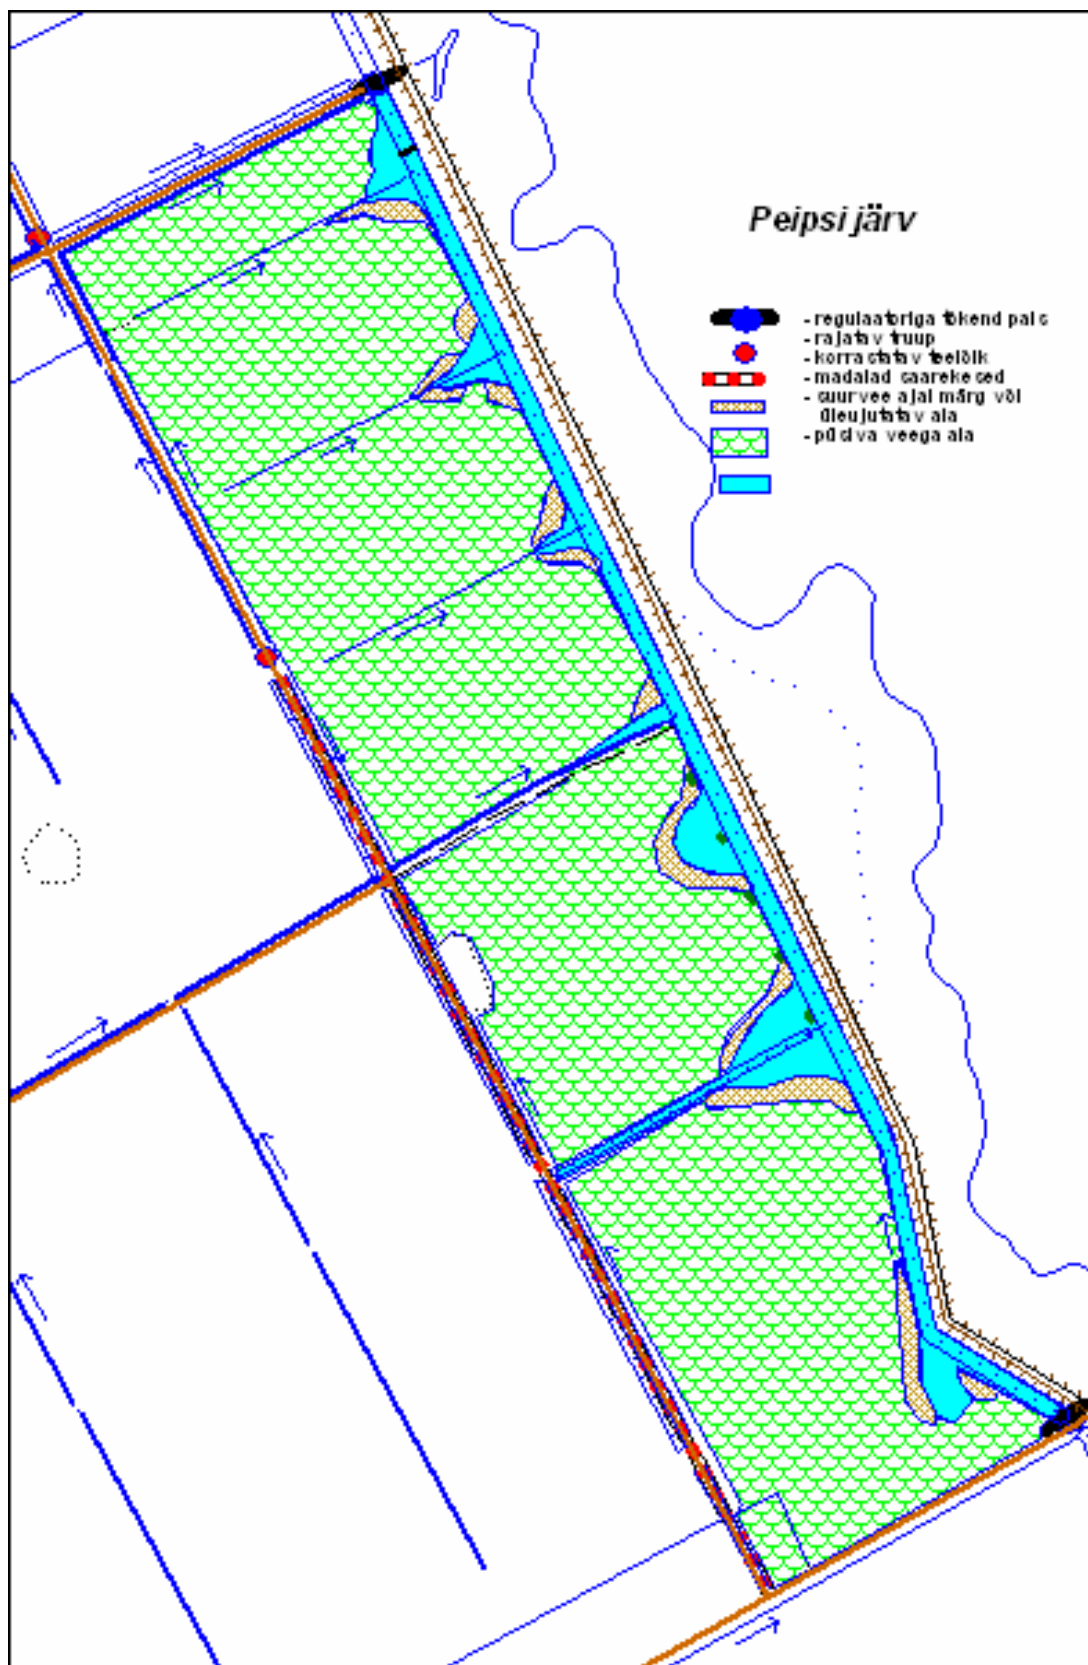 Peipsi järv
- regulaatoriga tõkend pais
- rajatav truup
- korrastatav teelõik
- madalad saarekesed
- suurvee ajal märg või
üleujutatav ala
- püsiva veega ala